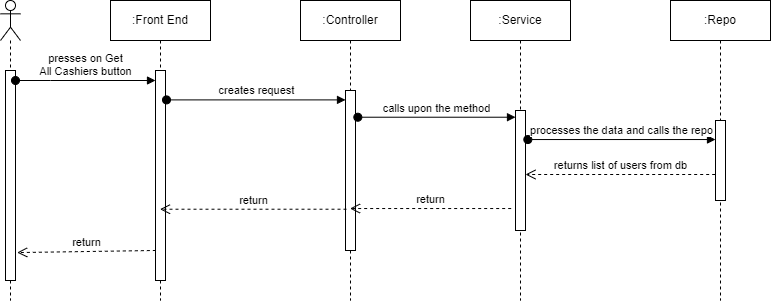 :Front End
:Controller
:Service
:Repo
presses on Get
All Cashiers button
creates request
calls upon the method
processes the data and calls the repo
returns list of users from db
return
return
return